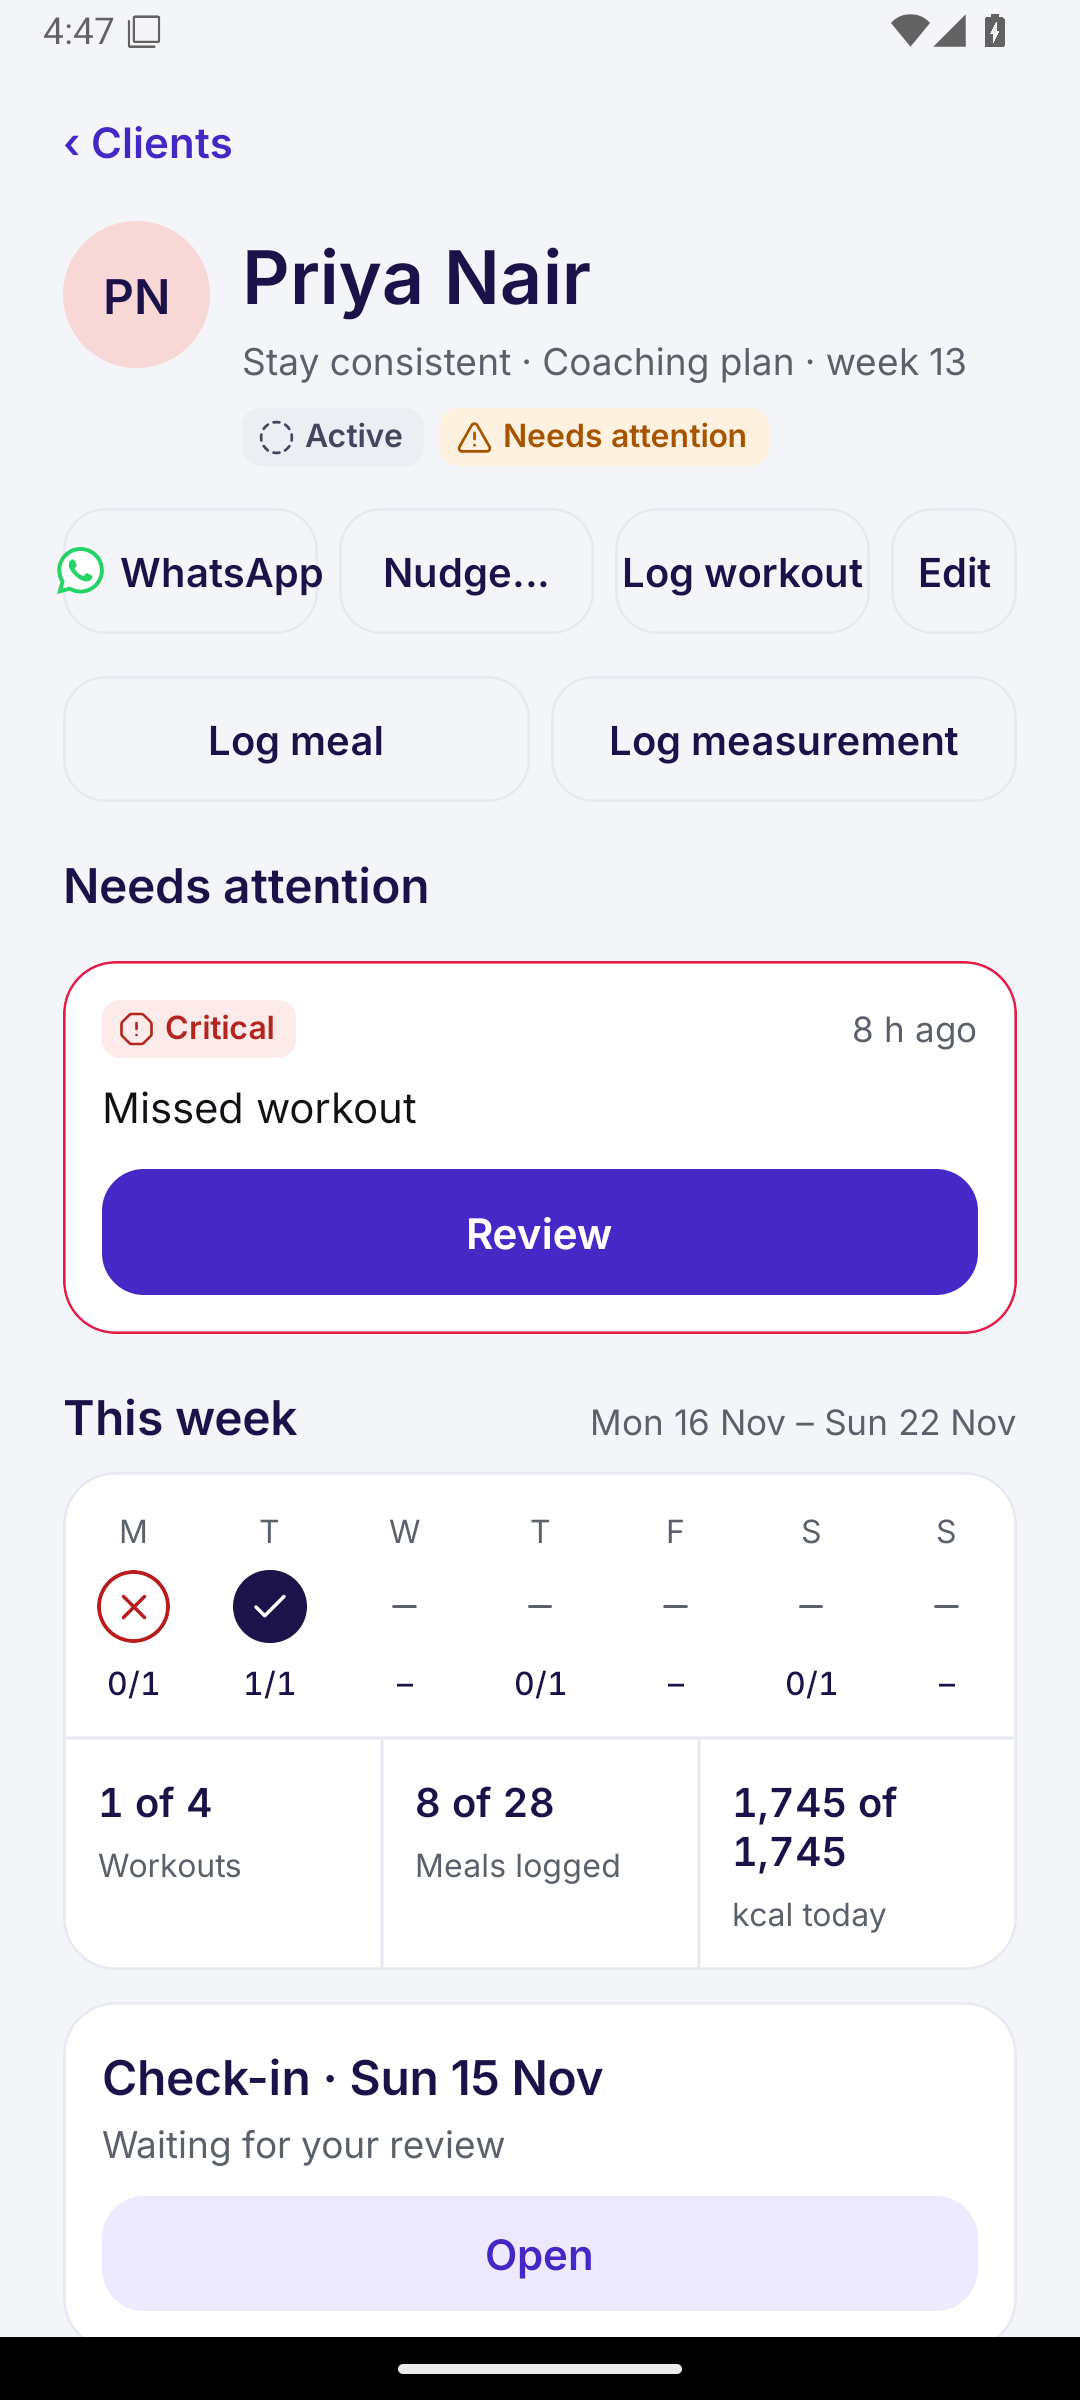 4:47
‹ Clients
PN
Priya Nair
Stay consistent · Coaching plan · week 13
Active
Needs attention
WhatsApp
Nudge...
Log workout
Edit
Log meal
Log measurement
Needs attention
Critical
8 h ago
Missed workout
Review
This week
Mon 16 Nov – Sun 22 Nov
M T W T F S S
– – – – –
0/1 1/1 – 0/1 – 0/1 –
1 of 4
Workouts
8 of 28
Meals logged
1,745 of
1,745
kcal today
Check-in · Sun 15 Nov
Waiting for your review
Open